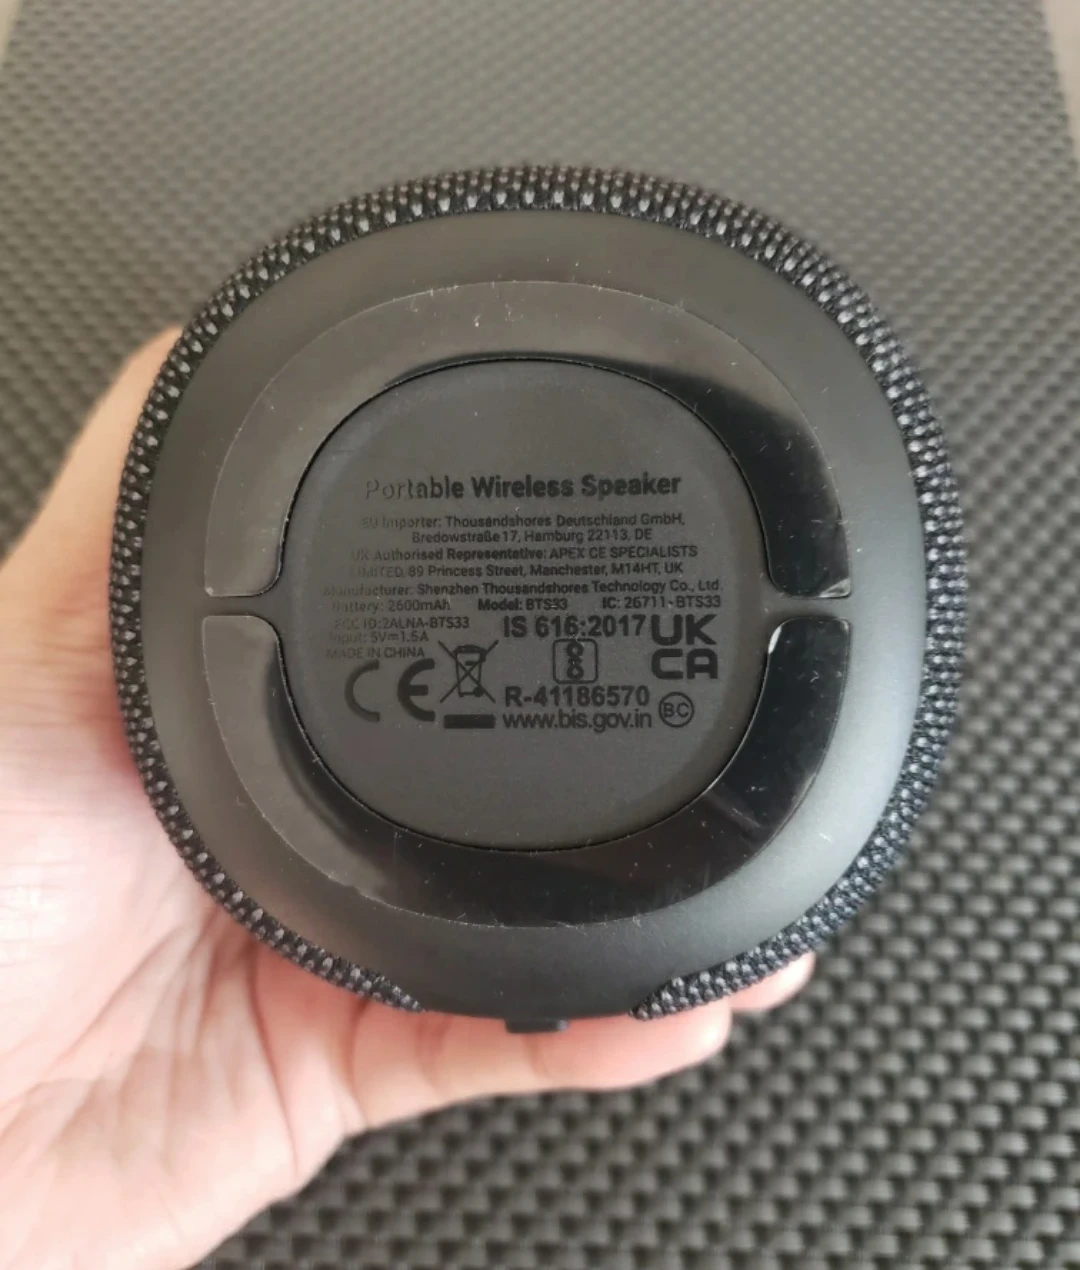 Portable Wireless Speaker
EU Importer: Thousandshores Deutschland GmbH,
Bredowstraße 17, Hamburg 22113, DE
UK Authorised Representative: APEX CE SPECIALISTS
LIMITED, 89 Princess Street, Manchester, M14HT, UK
Manufacturer: Shenzhen Thousandshores Technology Co., Ltd.
Battery: 2600mAh Model: BTS33 IC: 26711-BTS33
FCC ID:2ALNA-BTS33
Input: 5V⎓1.5A
MADE IN CHINA
IS 616:2017
UK
CA
CE
R-41186570
www.bis.gov.in
BC